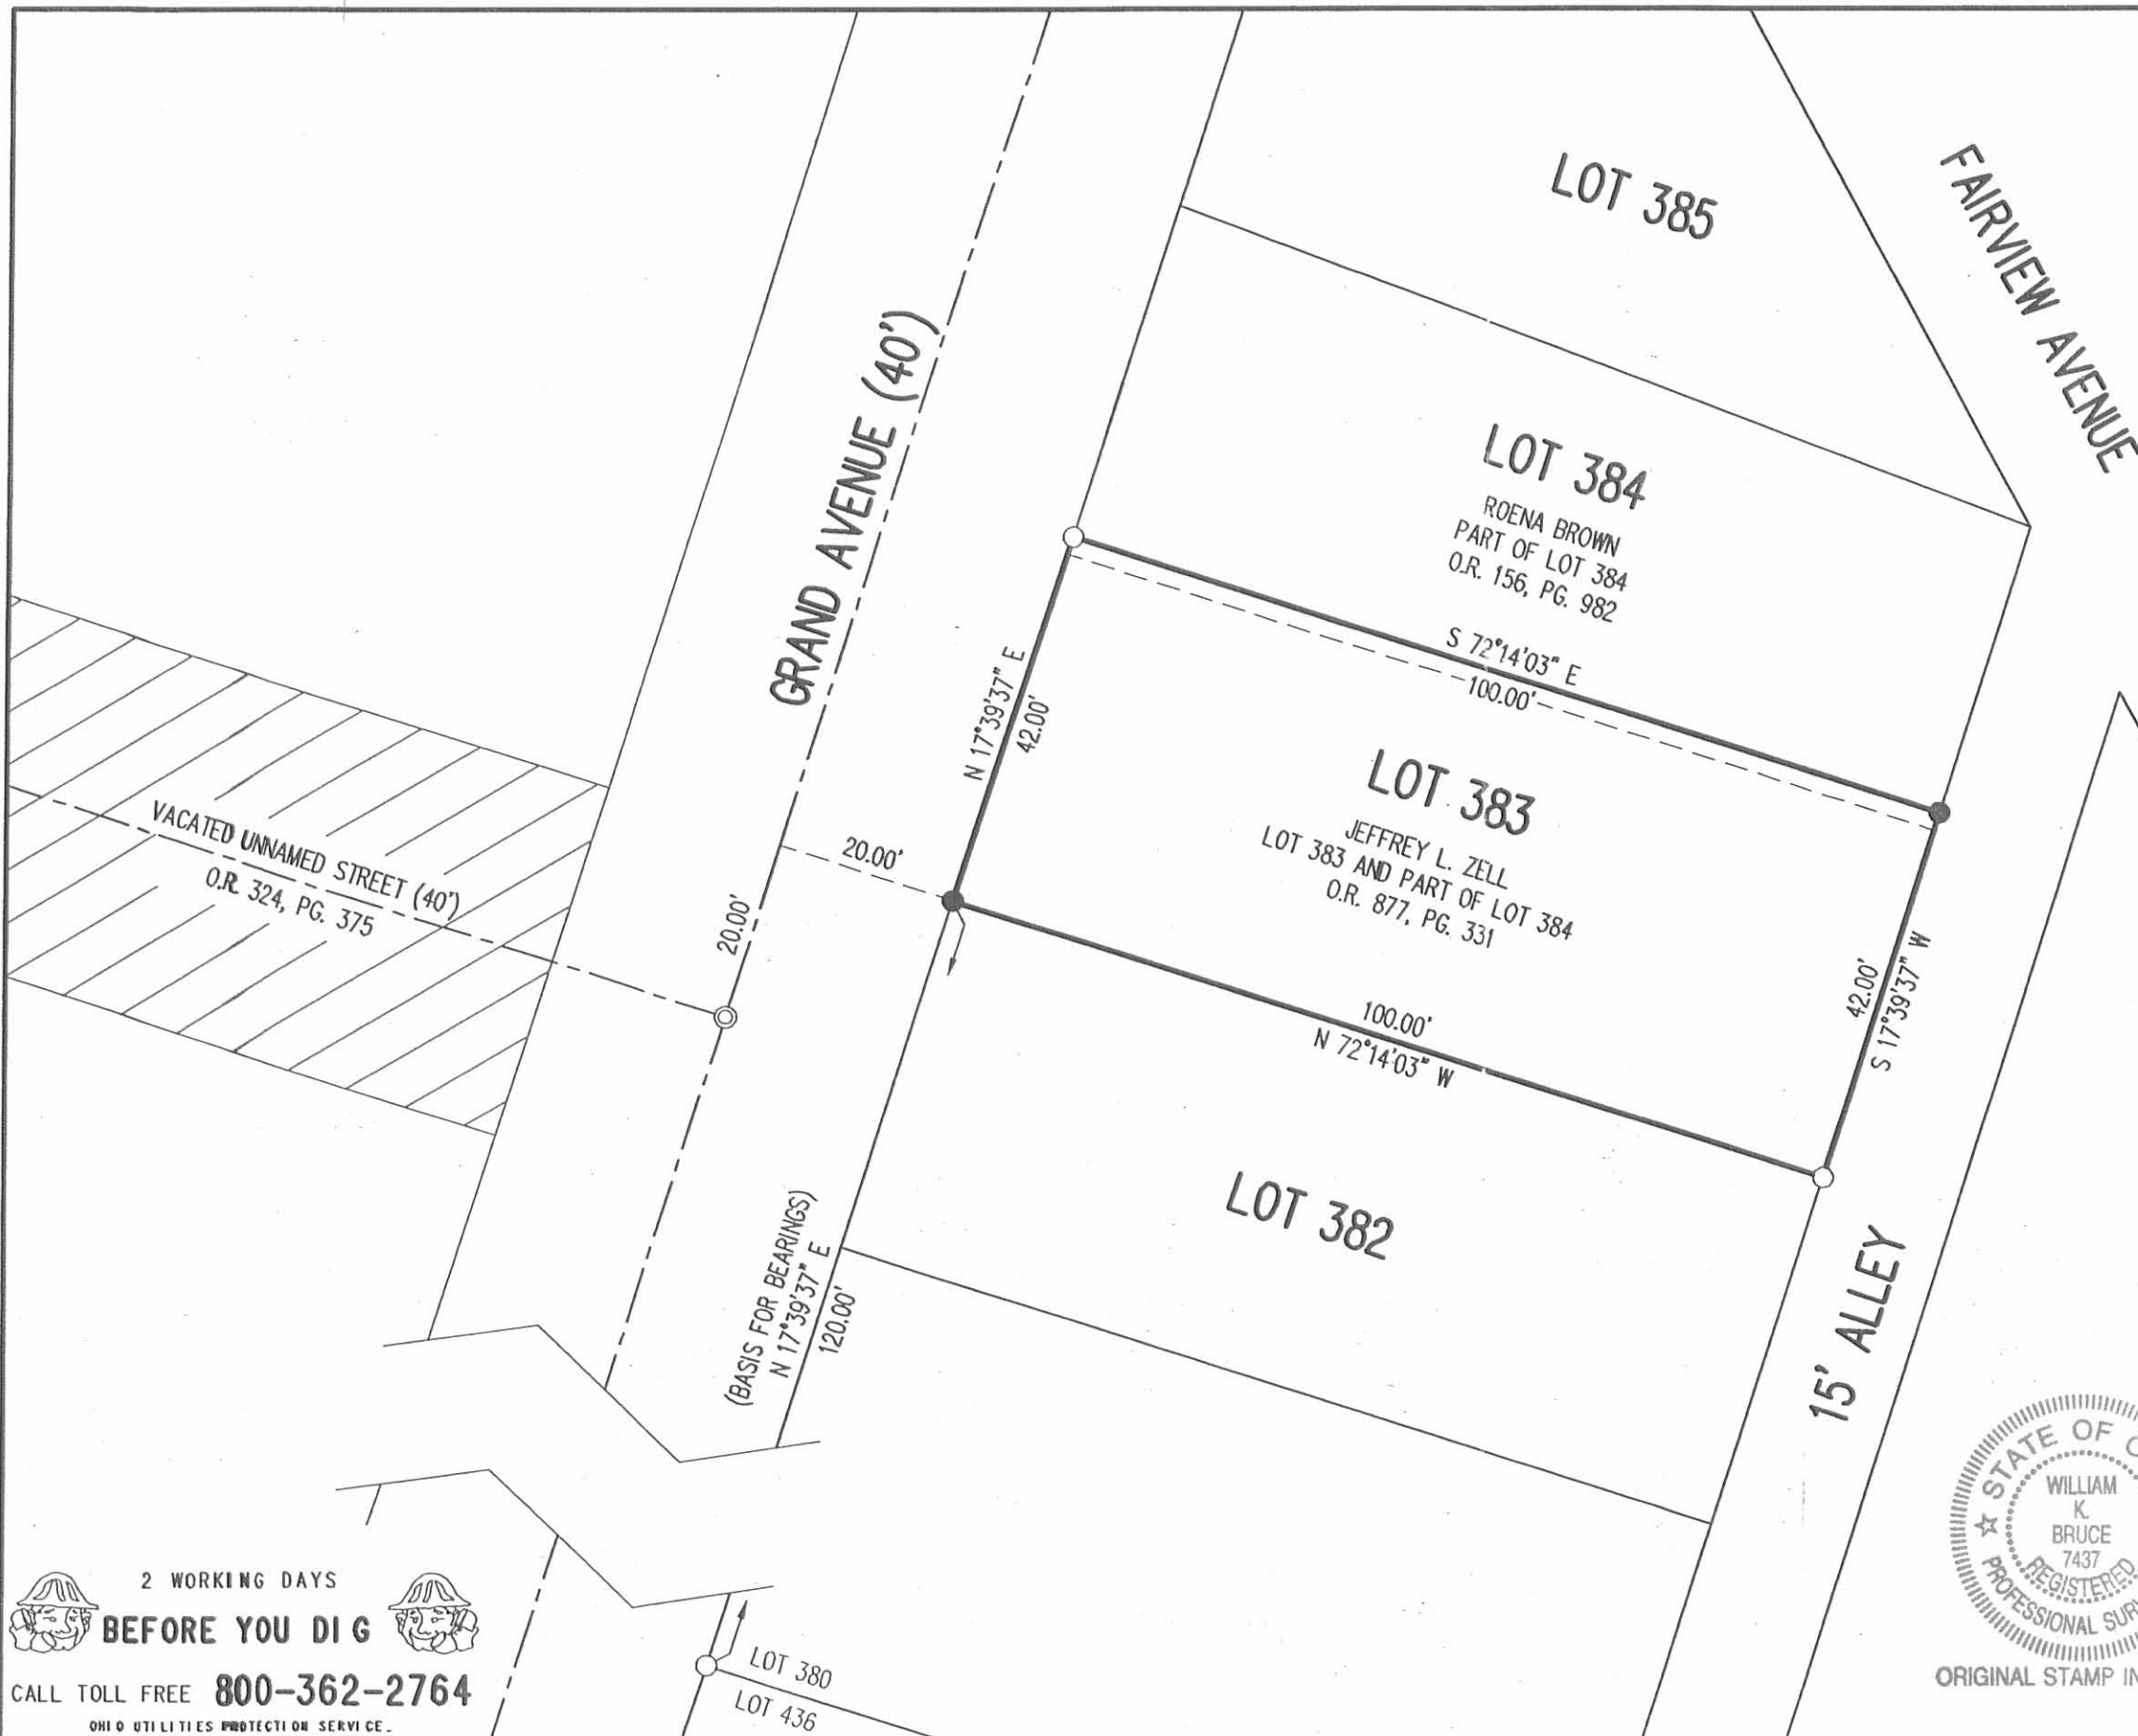 LOT 385
FAIRVIEW AVENUE
GRAND AVENUE (40')
LOT 384
ROENA BROWN
PART OF LOT 384
O.R. 156, PG. 982
S 72°14'03" E
100.00'
N 17°39'37" E
42.00'
LOT 383
JEFFREY L. ZELL
LOT 383 AND PART OF LOT 384
O.R. 877, PG. 331
VACATED UNNAMED STREET (40')
O.R. 324, PG. 375
20.00'
20.00'
42.00'
S 17°39'37" W
100.00'
N 72°14'03" W
LOT 382
(BASIS FOR BEARINGS)
N 17°39'37" E
120.00'
15' ALLEY
STATE OF O
WILLIAM
K.
BRUCE
7437
REGISTERED
PROFESSIONAL SUR
ORIGINAL STAMP IN
2 WORKING DAYS
BEFORE YOU DIG
CALL TOLL FREE 800-362-2764
OHIO UTILITIES PROTECTION SERVICE.
LOT 380
LOT 436